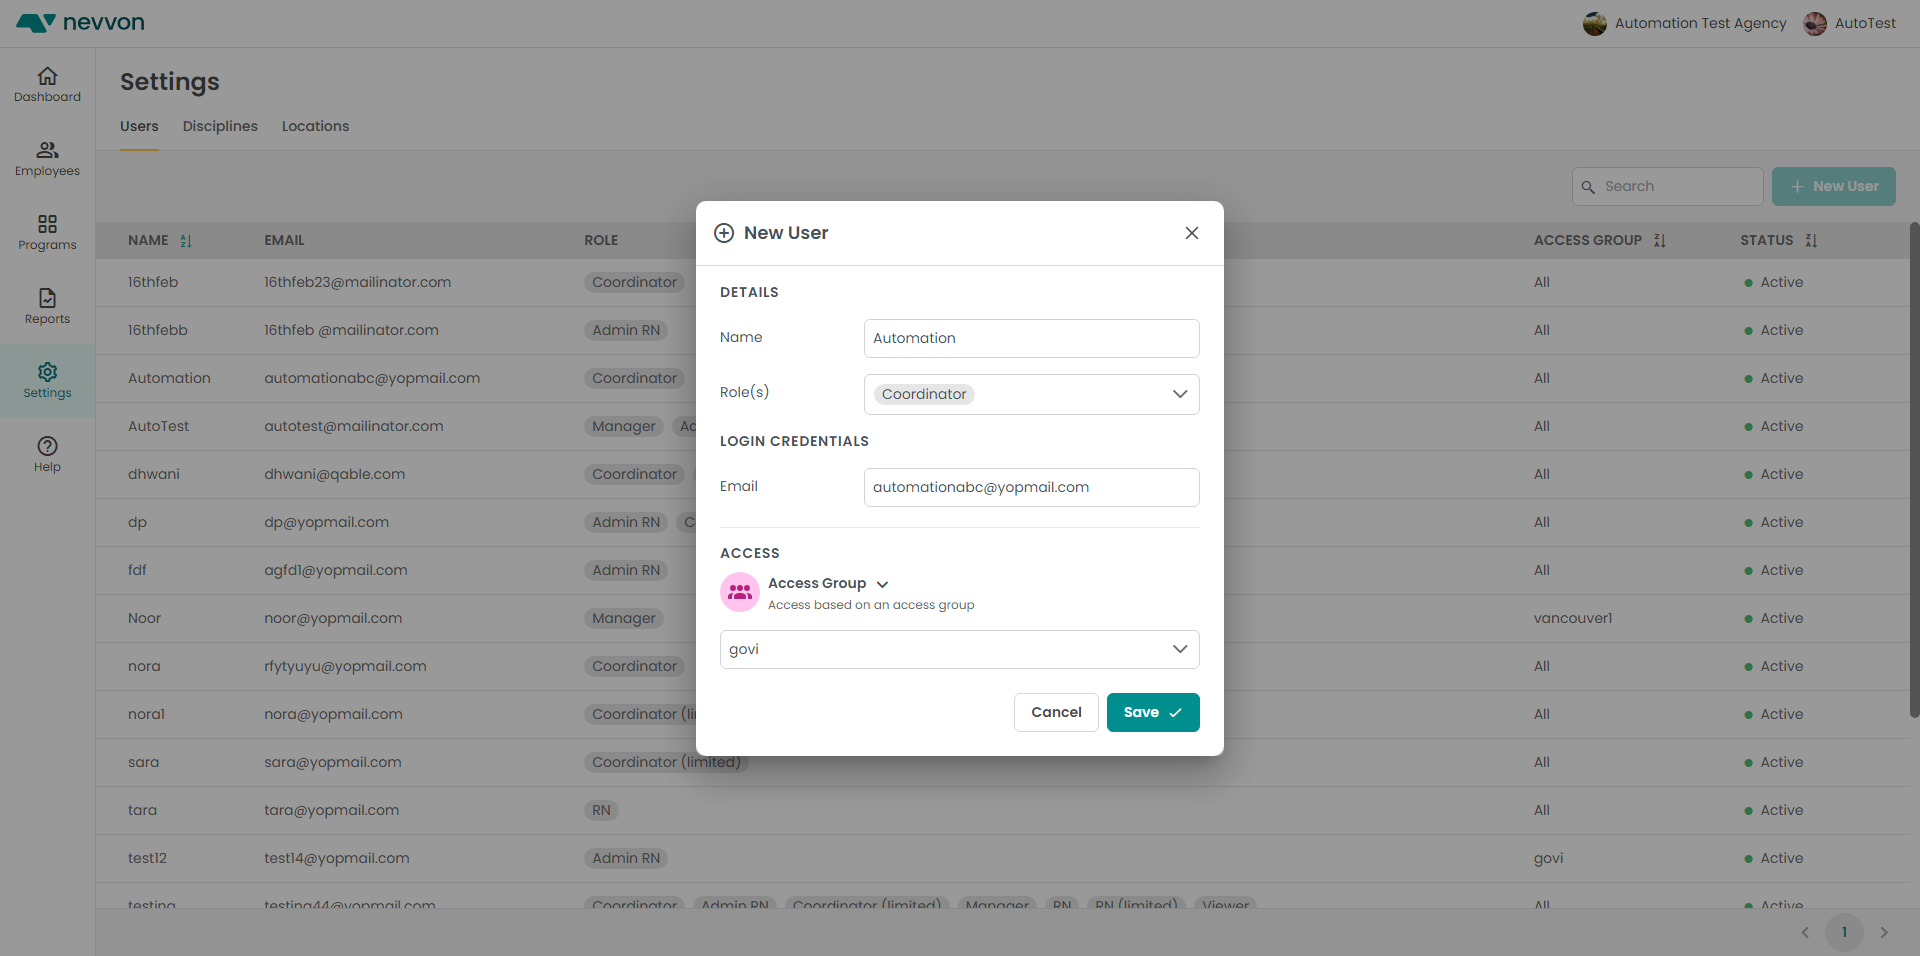 nevvon
Automation Test Agency
AutoTest
Dashboard
Employees
Programs
Reports
Settings
Help
Settings
Users Disciplines Locations
Search
New User
NAME EMAIL ROLE ACCESS GROUP STATUS
16thfeb 16thfeb23@mailinator.com Coordinator All Active
16thfebb 16thfeb @mailinator.com Admin RN All Active
Automation automationabc@yopmail.com Coordinator All Active
AutoTest autotest@mailinator.com Manager All Active
dhwani dhwani@qable.com Coordinator All Active
dp dp@yopmail.com Admin RN All Active
fdf agfd1@yopmail.com Admin RN All Active
Noor noor@yopmail.com Manager vancouver1 Active
nora rfytyuyu@yopmail.com Coordinator All Active
nora1 nora@yopmail.com Coordinator (li All Active
sara sara@yopmail.com Coordinator (limited) All Active
tara tara@yopmail.com RN All Active
test12 test14@yopmail.com Admin RN govi Active
testing testing44@yopmail.com Coordinator Admin RN Coordinator (limited) Manager RN RN (limited) Viewer All Active
1
New User
DETAILS
Name Automation
Role(s) Coordinator
LOGIN CREDENTIALS
Email automationabc@yopmail.com
ACCESS
Access Group
Access based on an access group
govi
Cancel Save